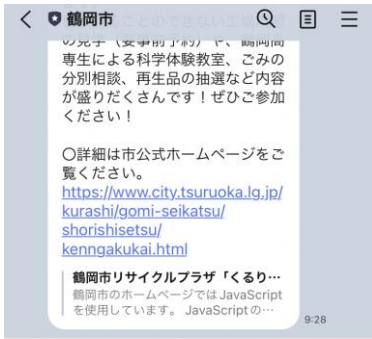 鶴岡市
の見学（要事前予約）や、鶴岡高
専生による科学体験教室、ごみの
分別相談、再生品の抽選など内容
が盛りだくさんです！ぜひご参加
ください！
〇詳細は市公式ホームページをご
覧ください。
https://www.city.tsuruoka.lg.jp/
kurashi/gomi-seikatsu/
shorishisetsu/
kenngakukai.html
鶴岡市リサイクルプラザ「くるり…
鶴岡市のホームページではJavaScript
を使用しています。 JavaScriptの…
9:28